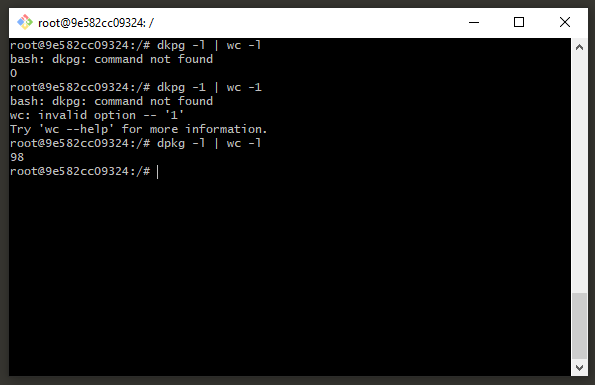 root@9e582cc09324: /
root@9e582cc09324:/# dkpg -l | wc -l
bash: dkpg: command not found
0
root@9e582cc09324:/# dkpg -1 | wc -1
bash: dkpg: command not found
wc: invalid option -- '1'
Try 'wc --help' for more information.
root@9e582cc09324:/# dpkg -l | wc -l
98
root@9e582cc09324:/#